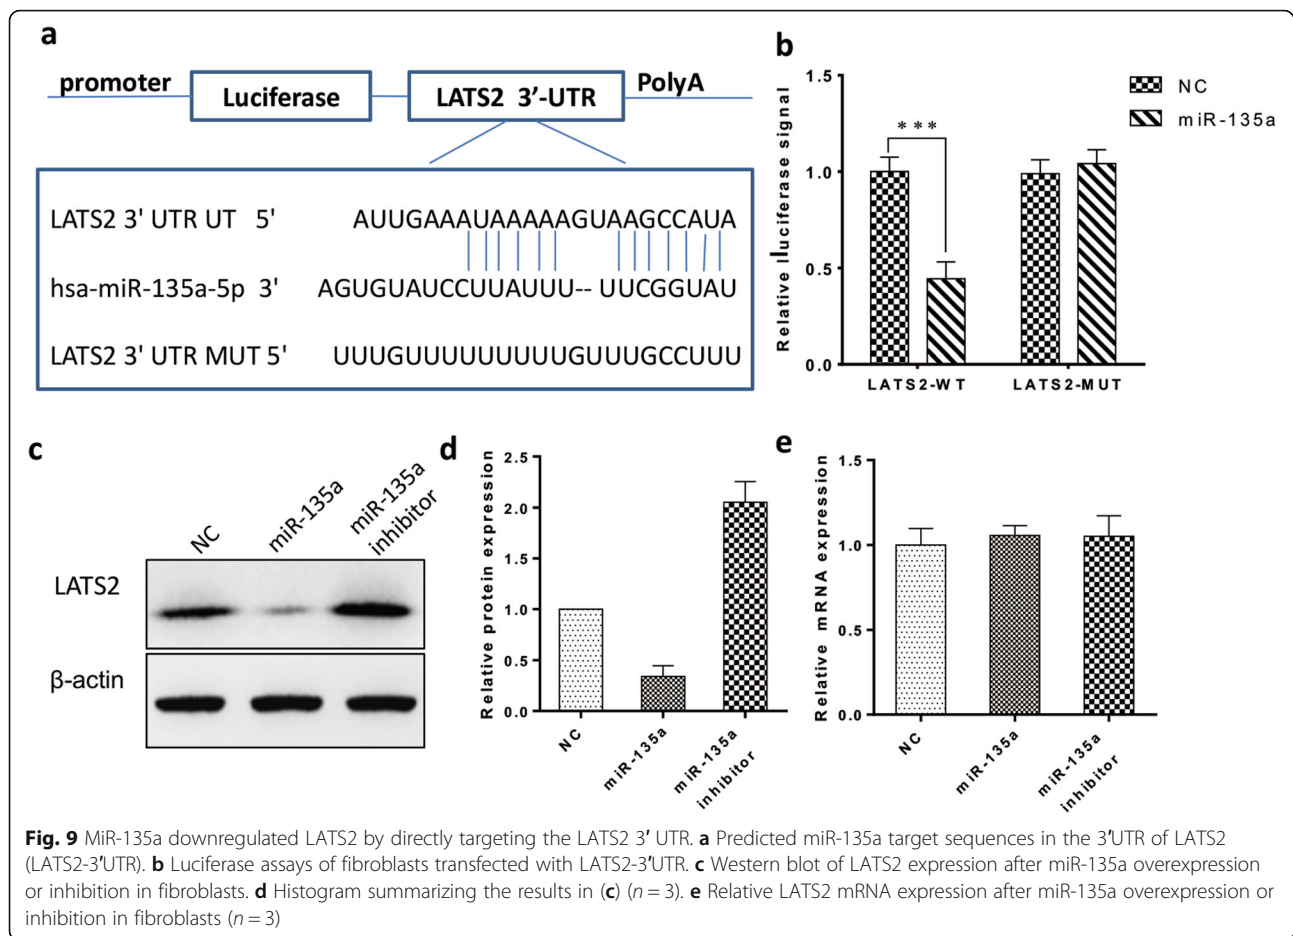 a
promoter
Luciferase
LATS2 3'-UTR
PolyA
LATS2 3' UTR UT 5' AUUGAAAUAAAAAGUAAGCCAUA
hsa-miR-135a-5p 3' AGUGUAUCCUUAUUU-- UUCGGUAU
LATS2 3' UTR MUT 5' UUUGUUUUUUUUUGUUUGCCUUU
b
Relative luciferase signal
1.5
1.0
0.5
0.0
***
NC
miR-135a
LATS2-WT
LATS2-MUT
c
NC
miR-135a
miR-135a
inhibitor
LATS2
β-actin
d
Relative protein expression
2.5
2.0
1.5
1.0
0.5
0.0
NC
miR-135a
miR-135a
inhibitor
e
Relative mRNA expression
1.5
1.0
0.5
0.0
NC
miR-135a
miR-135a
inhibitor
Fig. 9 MiR-135a downregulated LATS2 by directly targeting the LATS2 3′ UTR. a Predicted miR-135a target sequences in the 3′UTR of LATS2
(LATS2-3′UTR). b Luciferase assays of fibroblasts transfected with LATS2-3′UTR. c Western blot of LATS2 expression after miR-135a overexpression
or inhibition in fibroblasts. d Histogram summarizing the results in (c) (n = 3). e Relative LATS2 mRNA expression after miR-135a overexpression or
inhibition in fibroblasts (n = 3)